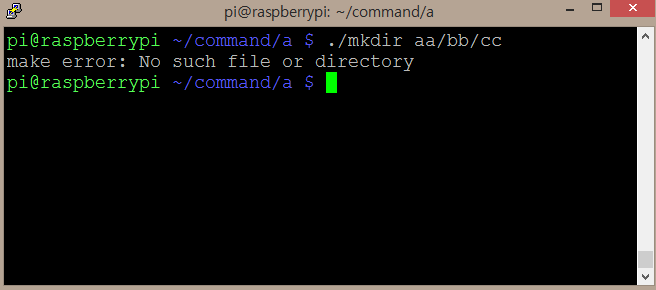 pi@raspberrypi: ~/command/a
pi@raspberrypi ~/command/a $ ./mkdir aa/bb/cc
make error: No such file or directory
pi@raspberrypi ~/command/a $